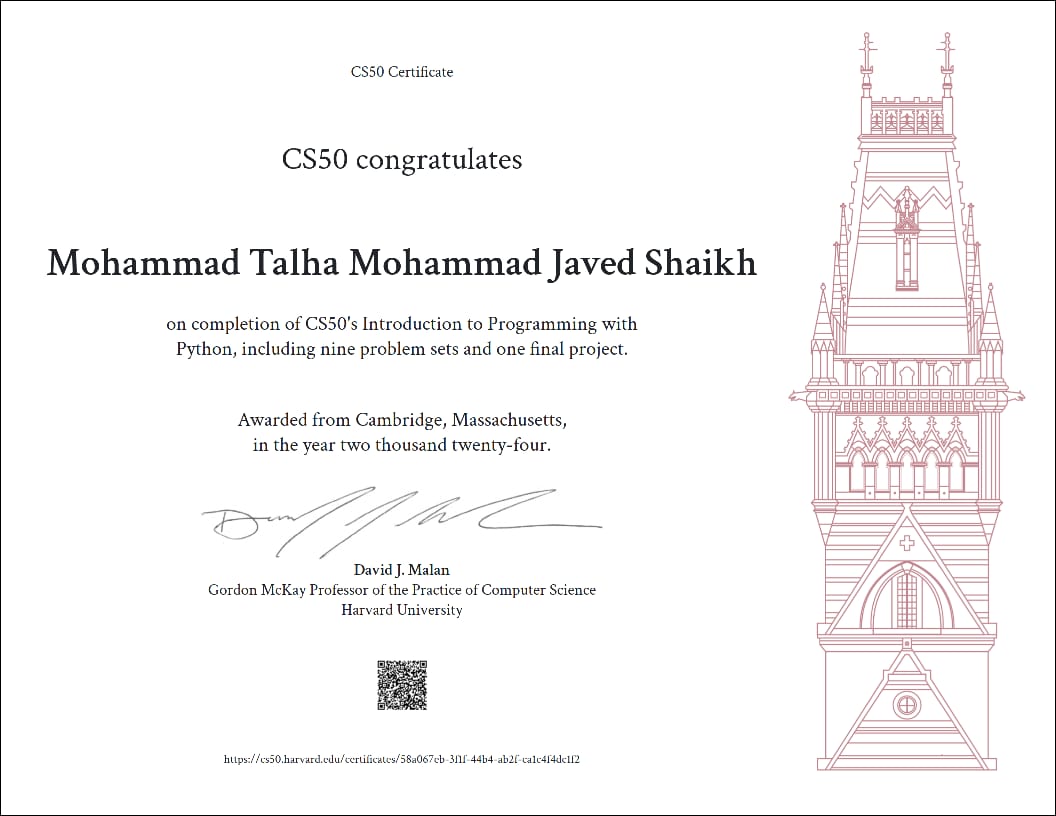 CS50 Certificate
CS50 congratulates
Mohammad Talha Mohammad Javed Shaikh
on completion of CS50's Introduction to Programming with
Python, including nine problem sets and one final project.
Awarded from Cambridge, Massachusetts,
in the year two thousand twenty-four.
David J. Malan
Gordon McKay Professor of the Practice of Computer Science
Harvard University
https://cs50.harvard.edu/certificates/58a067eb-3f1f-44b4-ab2f-ca1c4f4dc1f2